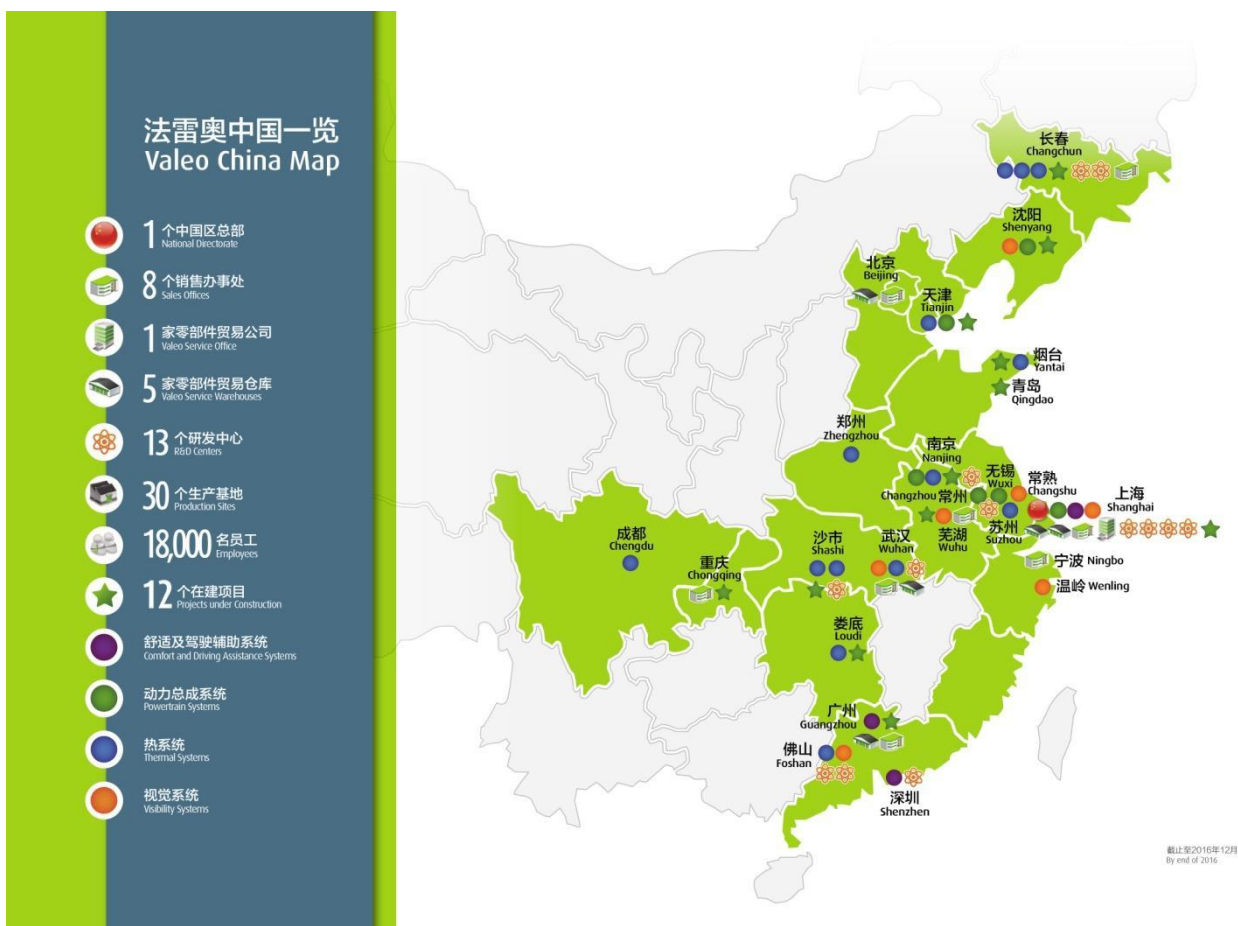 法雷奥中国一览
Valeo China Map
1 个中国区总部
National Directorate
8 个销售办事处
Sales Offices
1 家零部件贸易公司
Valeo Service Office
5 家零部件贸易仓库
Valeo Service Warehouses
13 个研发中心
R&D Centers
30 个生产基地
Production Sites
18,000 名员工
Employees
12 个在建项目
Projects under Construction
舒适及驾驶辅助系统
Comfort and Driving Assistance Systems
动力总成系统
Powertrain Systems
热系统
Thermal Systems
视觉系统
Visibility Systems
长春
Changchun
沈阳
Shenyang
北京
Beijing
天津
Tianjin
烟台
Yantai
青岛
Qingdao
郑州
Zhengzhou
南京
Nanjing
无锡
Wuxi
常熟
Changshu
上海
Shanghai
Changzhou 常州
苏州
Suzhou
芜湖
Wuhu
成都
Chengdu
重庆
Chongqing
沙市
Shashi
武汉
Wuhan
宁波 Ningbo
温岭 Wenling
娄底
Loudi
广州
Guangzhou
佛山
Foshan
深圳
Shenzhen
截止至2016年12月
By end of 2016